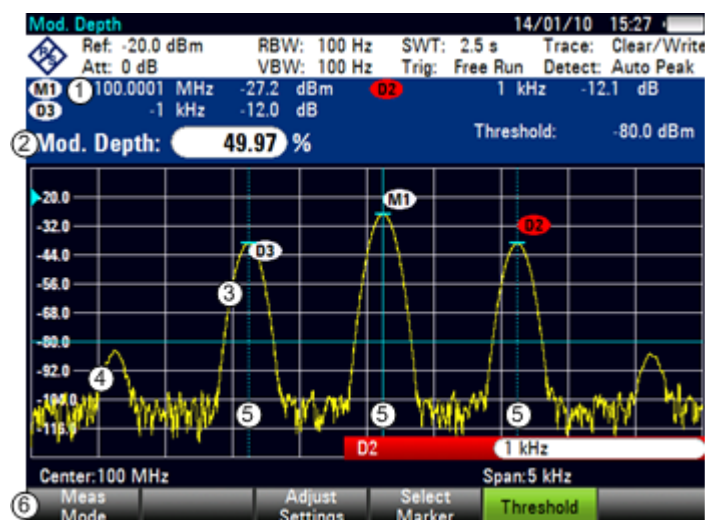 Mod. Depth 14/01/10 15:27
Ref: -20.0 dBm RBW: 100 Hz SWT: 2.5 s Trace: Clear/Write
Att: 0 dB VBW: 100 Hz Trig: Free Run Detect: Auto Peak
M1 1 100.0001 MHz -27.2 dBm D2 1 kHz -12.1 dB
D3 -1 kHz -12.0 dB
Threshold: -80.0 dBm
2 Mod. Depth: 49.97 %
-20.0
M1
-32.0
D2
-44.0
D3
-56.0
3
-68.0
-80.0
-92.0
4
-104.0
5 5 5
-116.0
D2 1 kHz
Center:100 MHz Span:5 kHz
6 Meas Mode Adjust Settings Select Marker Threshold